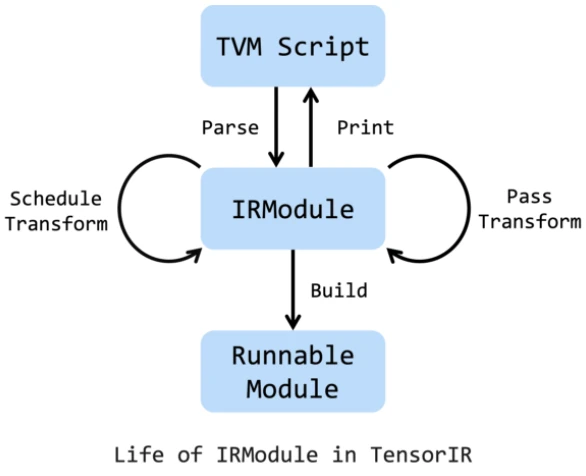 TVM Script
Parse
Print
Schedule
Transform
IRModule
Pass
Transform
Build
Runnable
Module
Life of IRModule in TensorIR